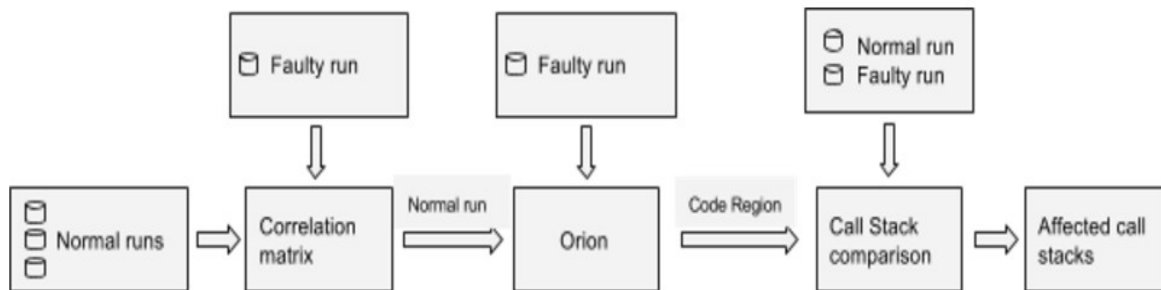 Faulty run
Faulty run
Normal run
Faulty run
Normal runs
Correlation
matrix
Normal run
Orion
Code Region
Call Stack
comparison
Affected call
stacks